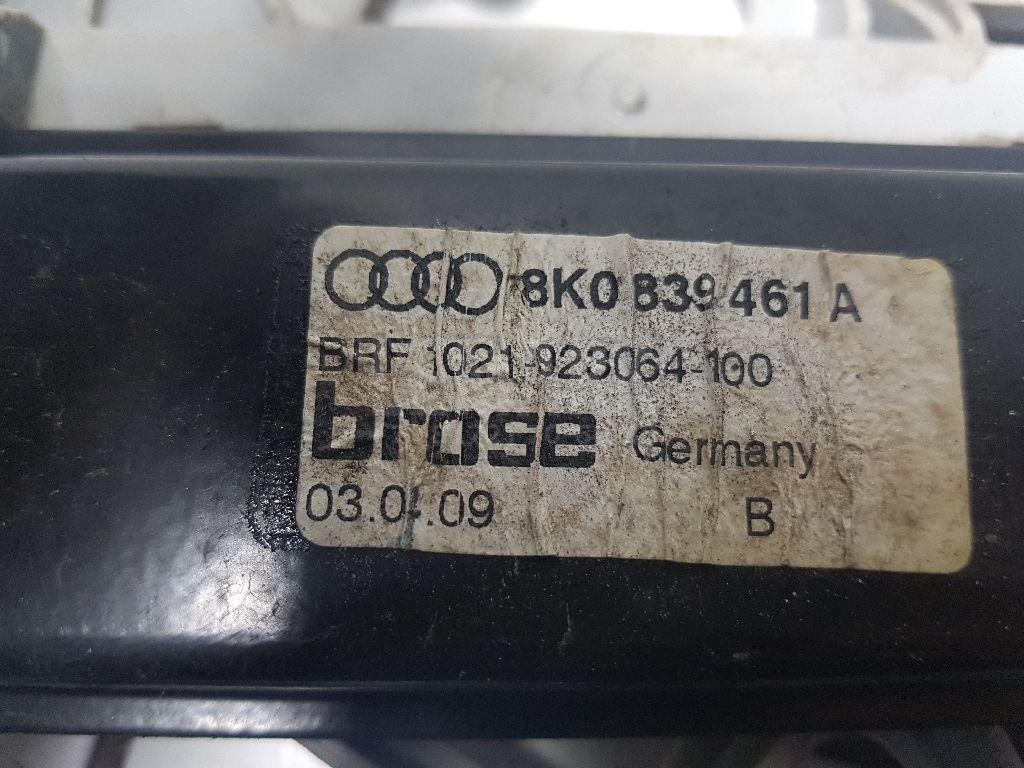 8K0 839 461 A
BRF 1021-923064-100
brose Germany
03.04.09 B